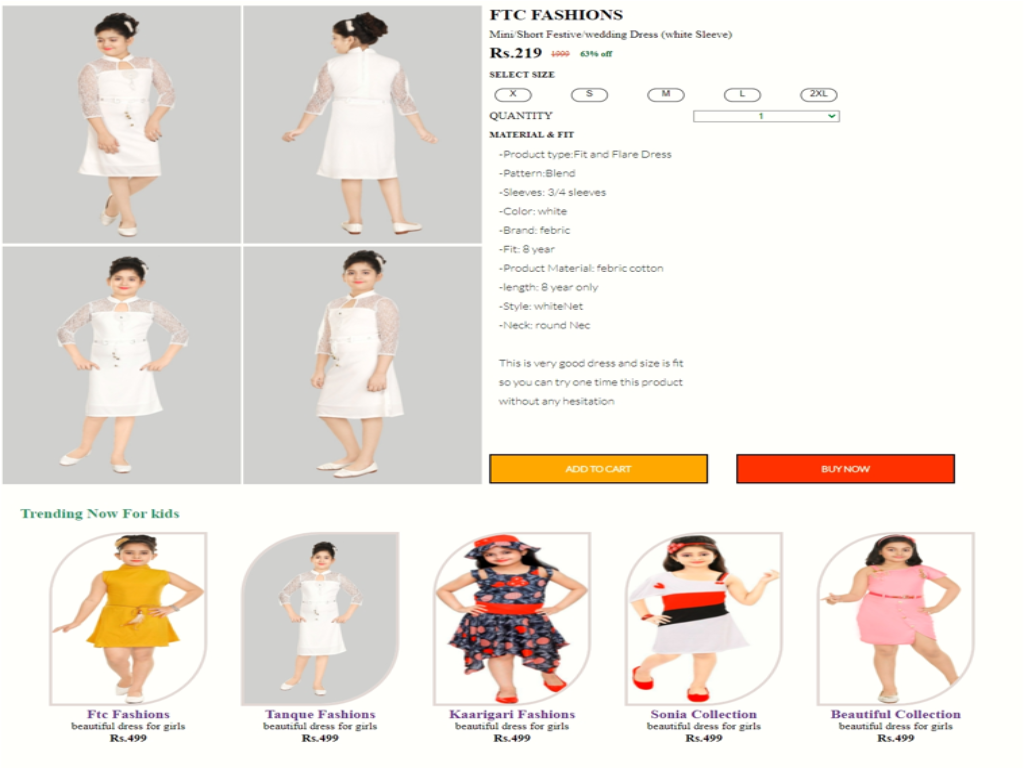 FTC FASHIONS
Mini/Short Festive/wedding Dress (white Sleeve)
Rs.219 1999 63% off
SELECT SIZE
X S M L 2XL
QUANTITY 1
MATERIAL & FIT
-Product type:Fit and Flare Dress
-Pattern:Blend
-Sleeves: 3/4 sleeves
-Color: white
-Brand: febric
-Fit: 8 year
-Product Material: febric cotton
-length: 8 year only
-Style: whiteNet
-Neck: round Nec
This is very good dress and size is fit
so you can try one time this product
without any hesitation
ADD TO CART BUY NOW
Trending Now For kids
Ftc Fashions Tanque Fashions Kaarigari Fashions Sonia Collection Beautiful Collection
beautiful dress for girls beautiful dress for girls beautiful dress for girls beautiful dress for girls beautiful dress for girls
Rs.499 Rs.499 Rs.499 Rs.499 Rs.499